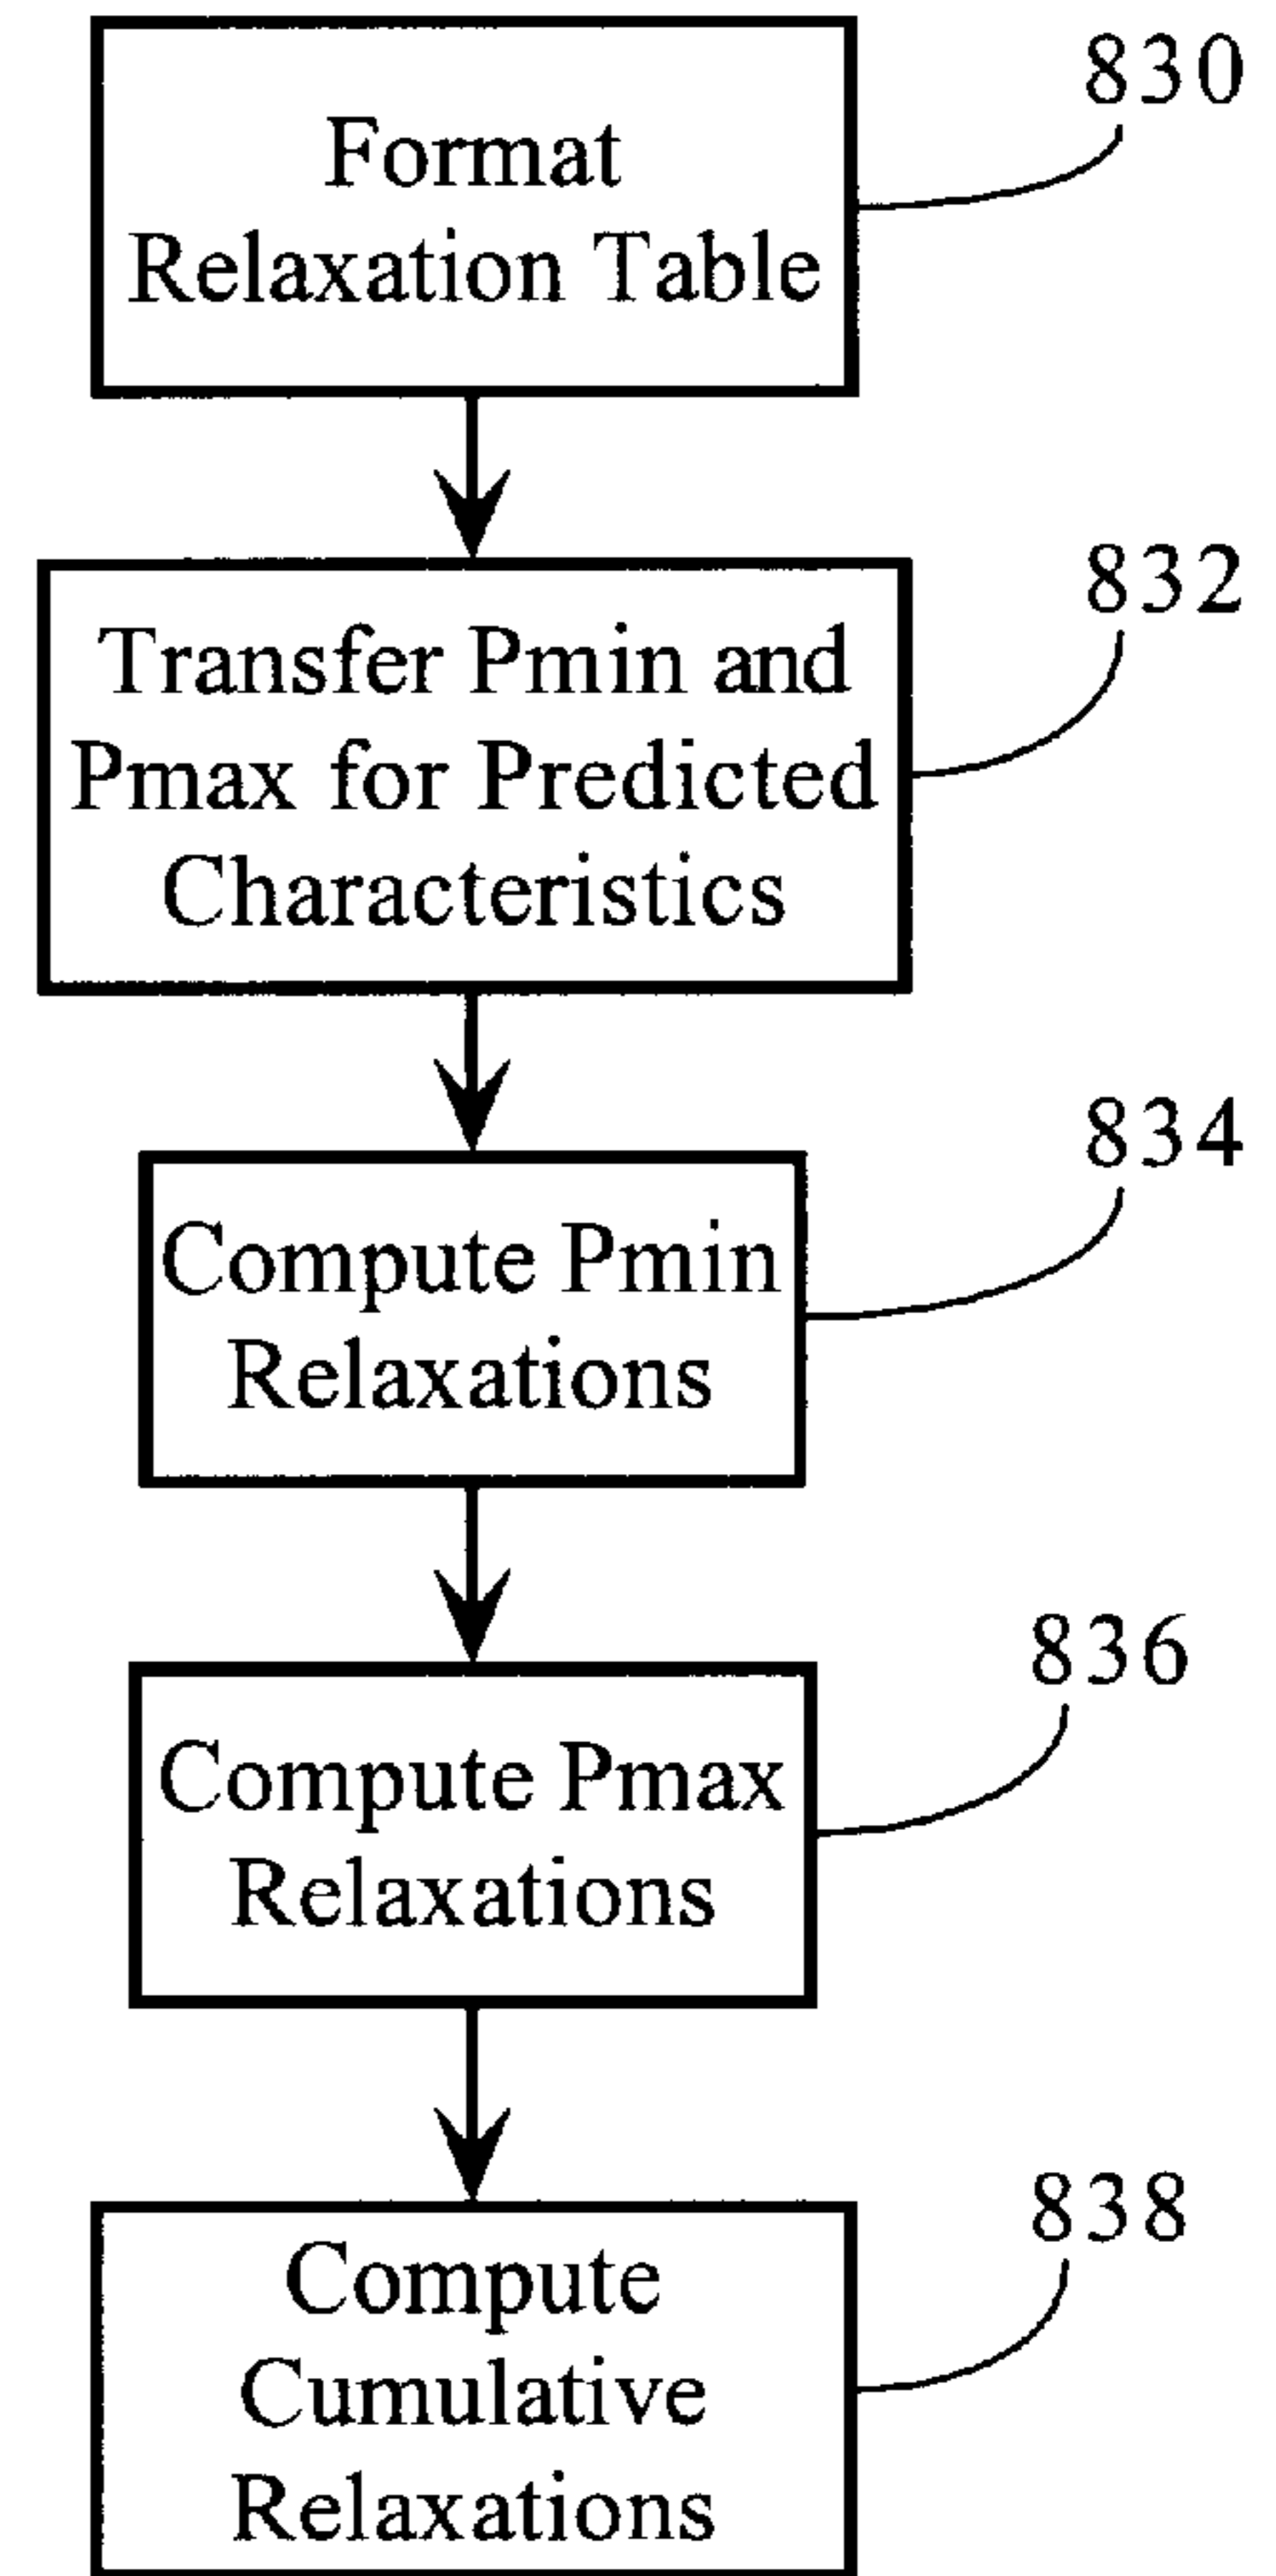 830
Format
Relaxation Table
832
Transfer Pmin and
Pmax for Predicted
Characteristics
834
Compute Pmin
Relaxations
836
Compute Pmax
Relaxations
838
Compute
Cumulative
Relaxations